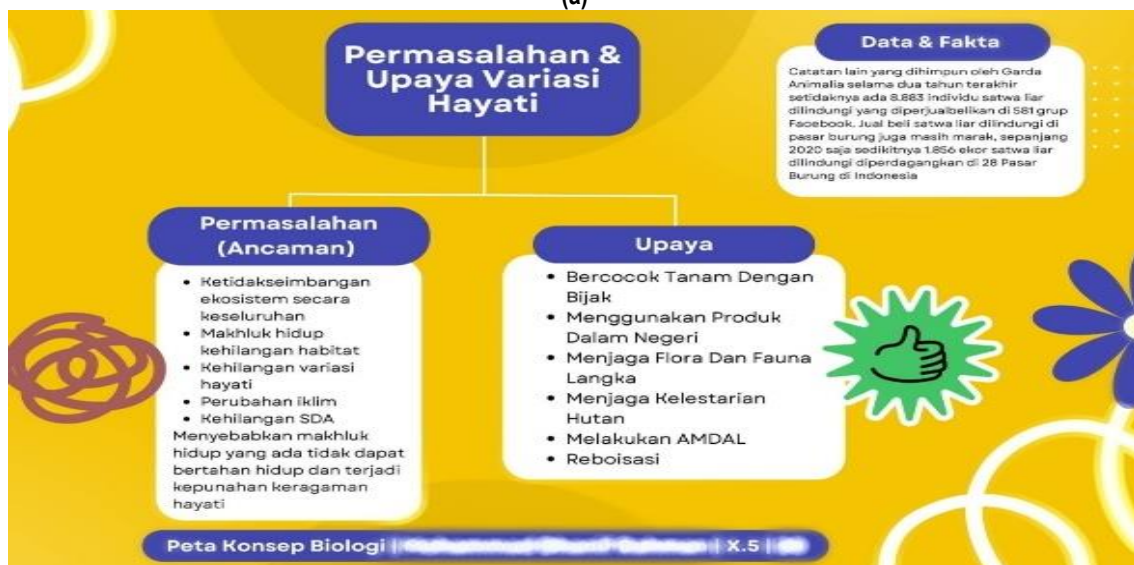 (a)
Permasalahan &
Upaya Variasi
Hayati
Data & Fakta
Catatan lain yang dihimpun oleh Garda
Animalia selama dua tahun terakhir
setidaknya ada 8.883 individu satwa liar
dilindungi yang diperjualbelikan di 581 grup
Facebook. Jual beli satwa liar dilindungi di
pasar burung juga masih marak, sepanjang
2020 saja sedikitnya 1.856 ekor satwa liar
dilindungi diperdagangkan di 28 Pasar
Burung di Indonesia
Permasalahan
(Ancaman)
• Ketidakseimbangan
ekosistem secara
keseluruhan
• Makhluk hidup
kehilangan habitat
• Kehilangan variasi
hayati
• Perubahan iklim
• Kehilangan SDA
Menyebabkan makhluk
hidup yang ada tidak dapat
bertahan hidup dan terjadi
kepunahan keragaman
hayati
Upaya
• Bercocok Tanam Dengan
Bijak
• Menggunakan Produk
Dalam Negeri
• Menjaga Flora Dan Fauna
Langka
• Menjaga Kelestarian
Hutan
• Melakukan AMDAL
• Reboisasi
Peta Konsep Biologi | | X.5 |